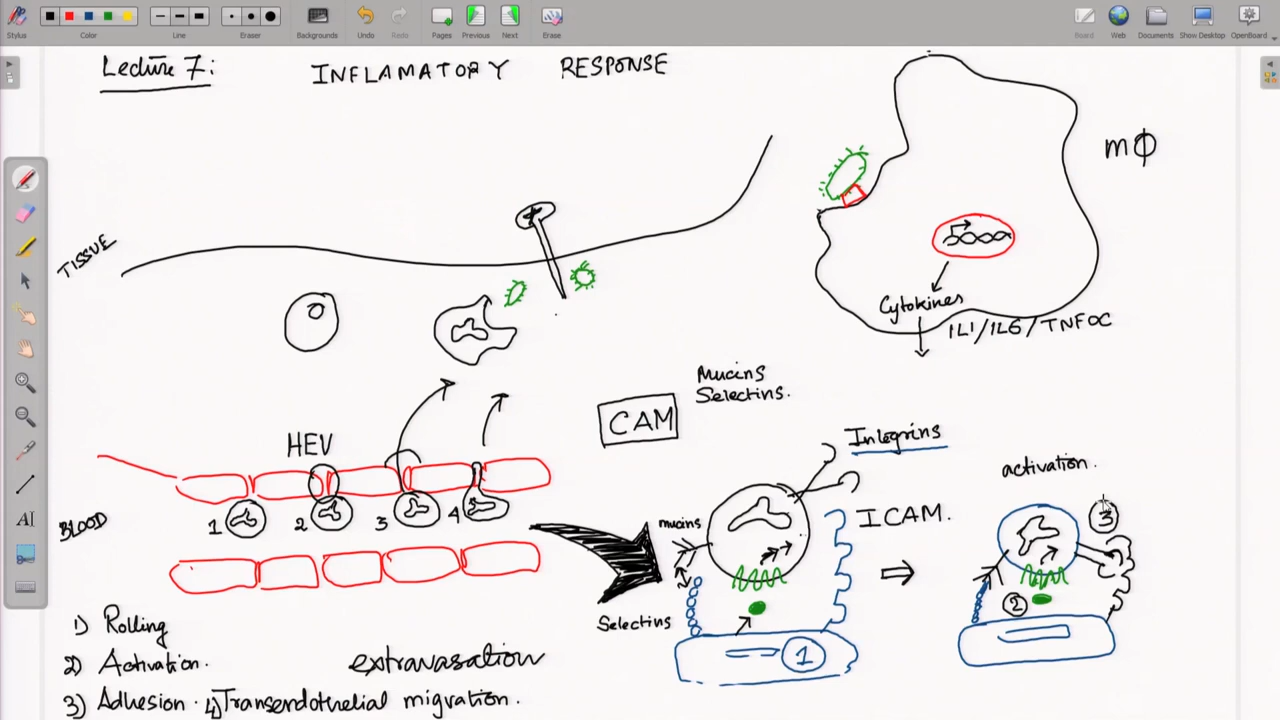 Stylus
Color
Line
Eraser
Backgrounds
Undo
Redo
Pages
Previous
Next
Erase
Board
Web
Documents
Show Desktop
OpenBoard
Lecture 7: INFLAMATORY RESPONSE
mΦ
TISSUE
Cytokines
IL1/IL6/TNFOC
Mucins
Selectins.
CAM
HEV
Integrins
activation.
BLOOD
1 2 3 4
mucins
ICAM.
3
2
Selectins
1
1) Rolling
2) Activation.
extravasation
3) Adhesion. 4) Transendothelial migration.